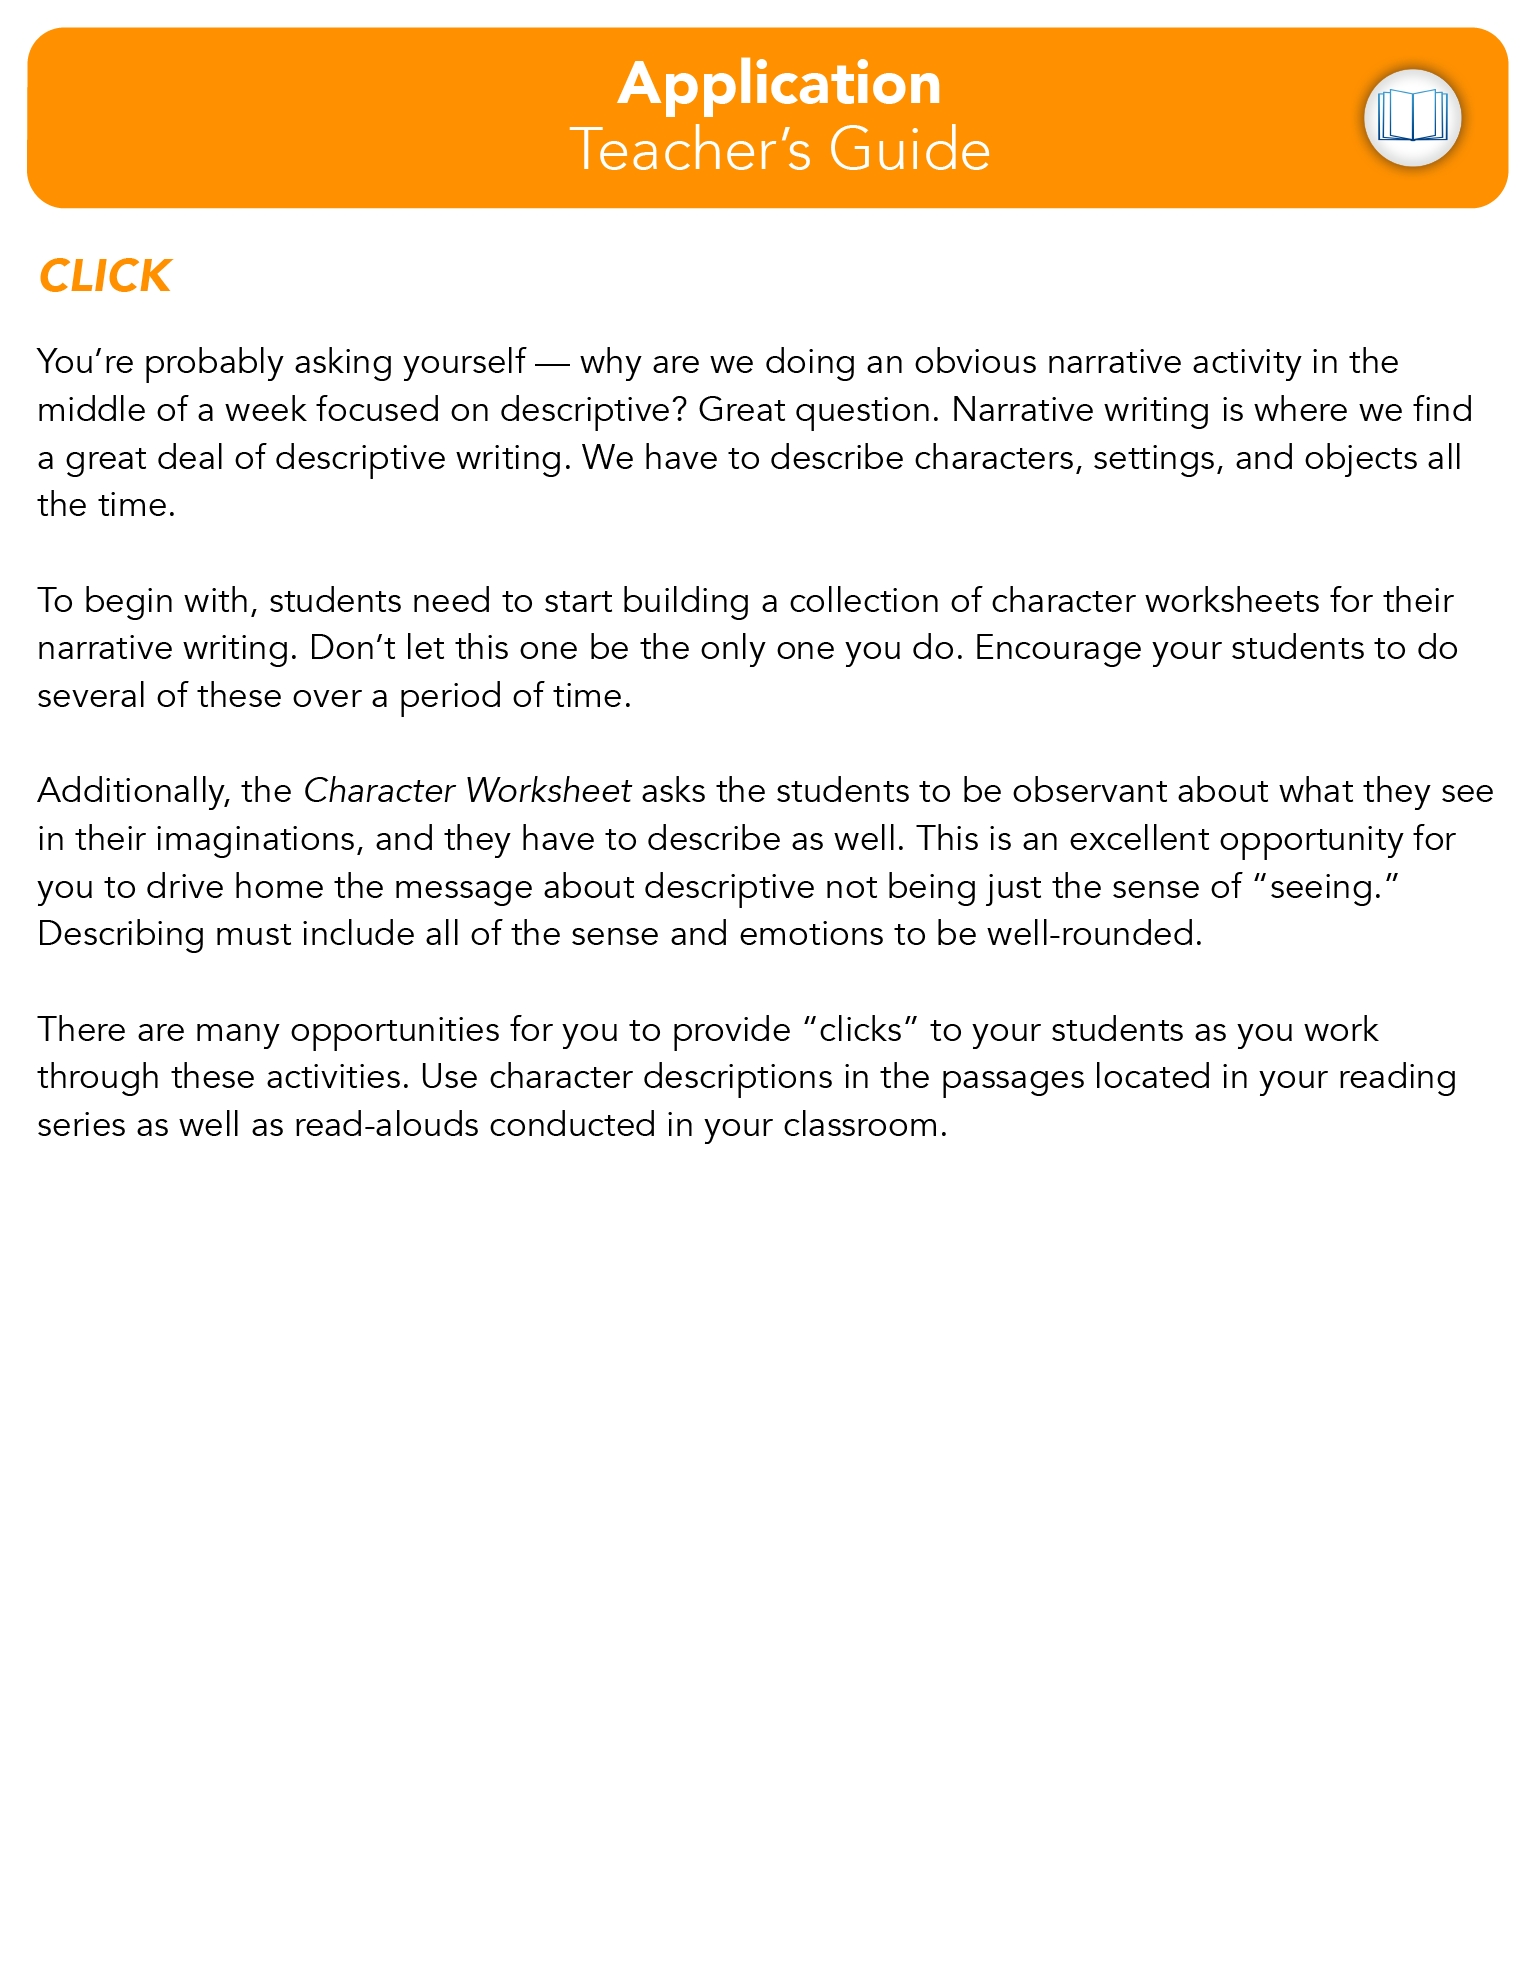 Application
Teacher’s Guide
CLICK
You’re probably asking yourself — why are we doing an obvious narrative activity in the
middle of a week focused on descriptive? Great question. Narrative writing is where we find
a great deal of descriptive writing. We have to describe characters, settings, and objects all
the time.
To begin with, students need to start building a collection of character worksheets for their
narrative writing. Don’t let this one be the only one you do. Encourage your students to do
several of these over a period of time.
Additionally, the Character Worksheet asks the students to be observant about what they see
in their imaginations, and they have to describe as well. This is an excellent opportunity for
you to drive home the message about descriptive not being just the sense of “seeing.”
Describing must include all of the sense and emotions to be well-rounded.
There are many opportunities for you to provide “clicks” to your students as you work
through these activities. Use character descriptions in the passages located in your reading
series as well as read-alouds conducted in your classroom.